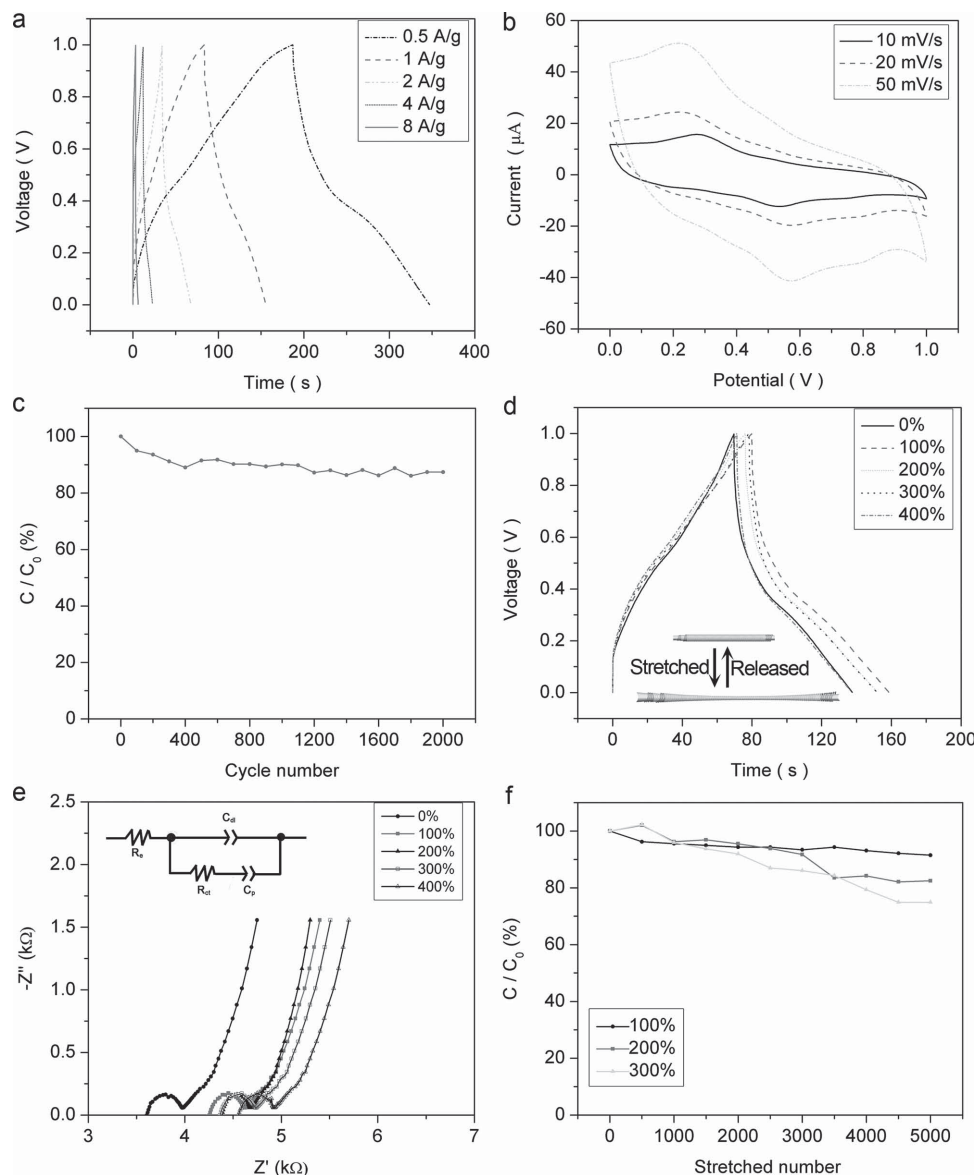 a
0.5 A/g
1 A/g
2 A/g
4 A/g
8 A/g
1.0
0.8
0.6
0.4
0.2
0.0
Voltage ( V )
0 100 200 300 400
Time ( s )
b
10 mV/s
20 mV/s
50 mV/s
60
40
20
0
-20
-40
-60
Current ( μA )
0.0 0.2 0.4 0.6 0.8 1.0
Potential ( V )
c
100
80
60
40
20
0
C / C0 (%)
0 400 800 1200 1600 2000
Cycle number
d
0%
100%
200%
300%
400%
1.0
0.8
0.6
0.4
0.2
0.0
Voltage ( V )
Stretched Released
0 40 80 120 160 200
Time ( s )
e
0%
100%
200%
300%
400%
Re
Cdl
Rct
Cp
2.5
2.0
1.5
1.0
0.5
0.0
-Z" (kΩ)
3 4 5 6 7
Z' (kΩ)
f
100
80
60
40
20
0
C / C0 (%)
100%
200%
300%
0 1000 2000 3000 4000 5000
Stretched number